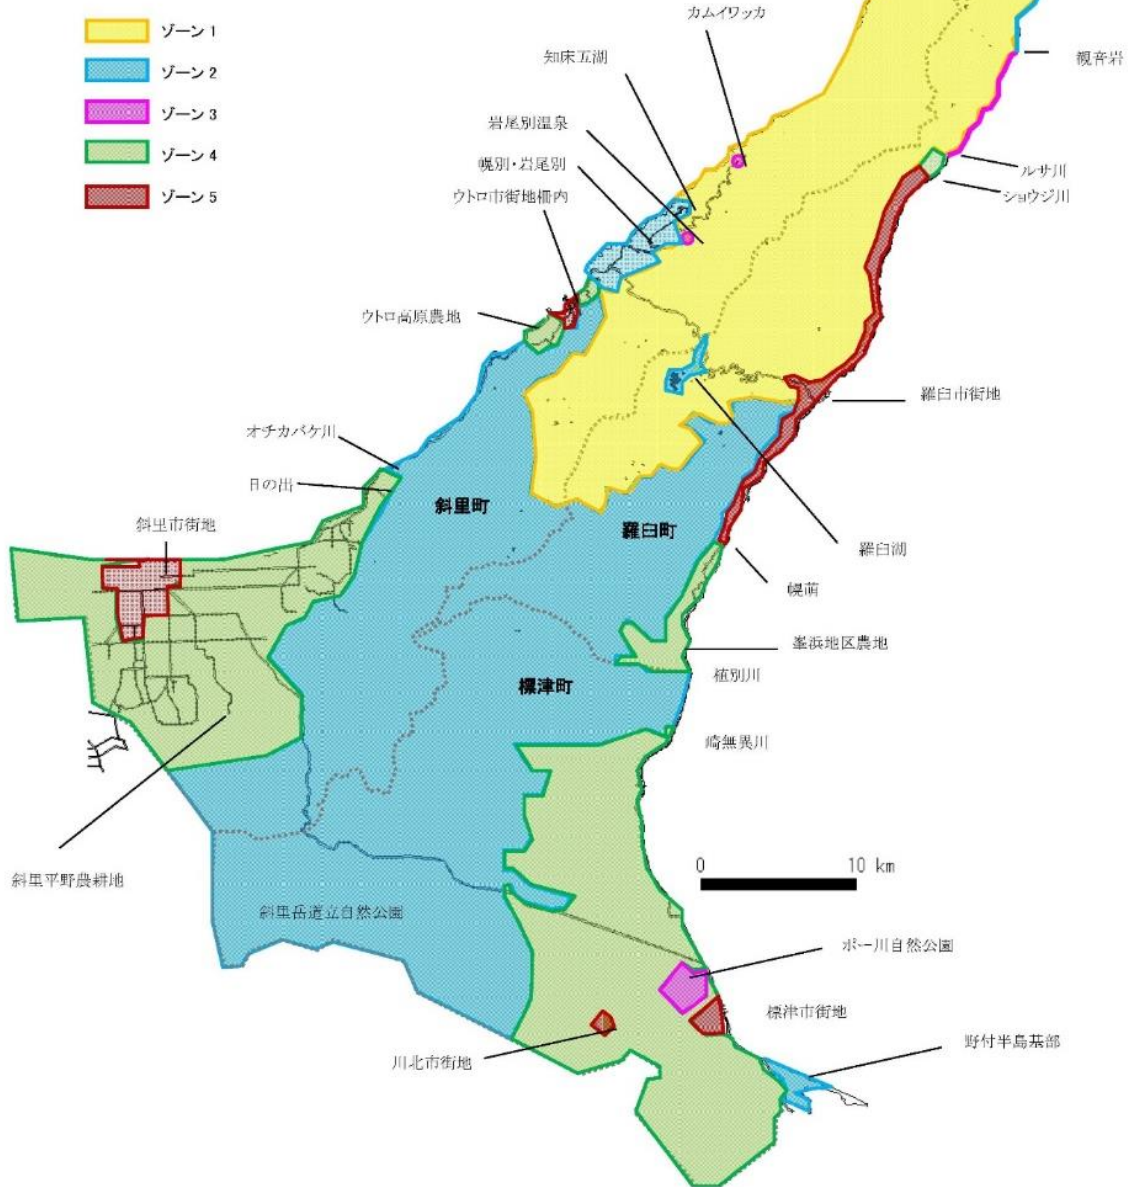 ゾーン 1
ゾーン 2
ゾーン 3
ゾーン 4
ゾーン 5
カムイワッカ
知床五湖
岩尾別温泉
幌別・岩尾別
ウトロ市街地柵内
ウトロ高原農地
オチカバケ川
日の出
斜里市街地
観音岩
ルサ川
ショウジ川
羅臼市街地
斜里町
羅臼町
羅臼湖
幌萌
峯浜地区農地
植別川
標津町
崎無異川
0 10 km
斜里平野農耕地
斜里岳道立自然公園
ポー川自然公園
標津市街地
川北市街地
野付半島基部